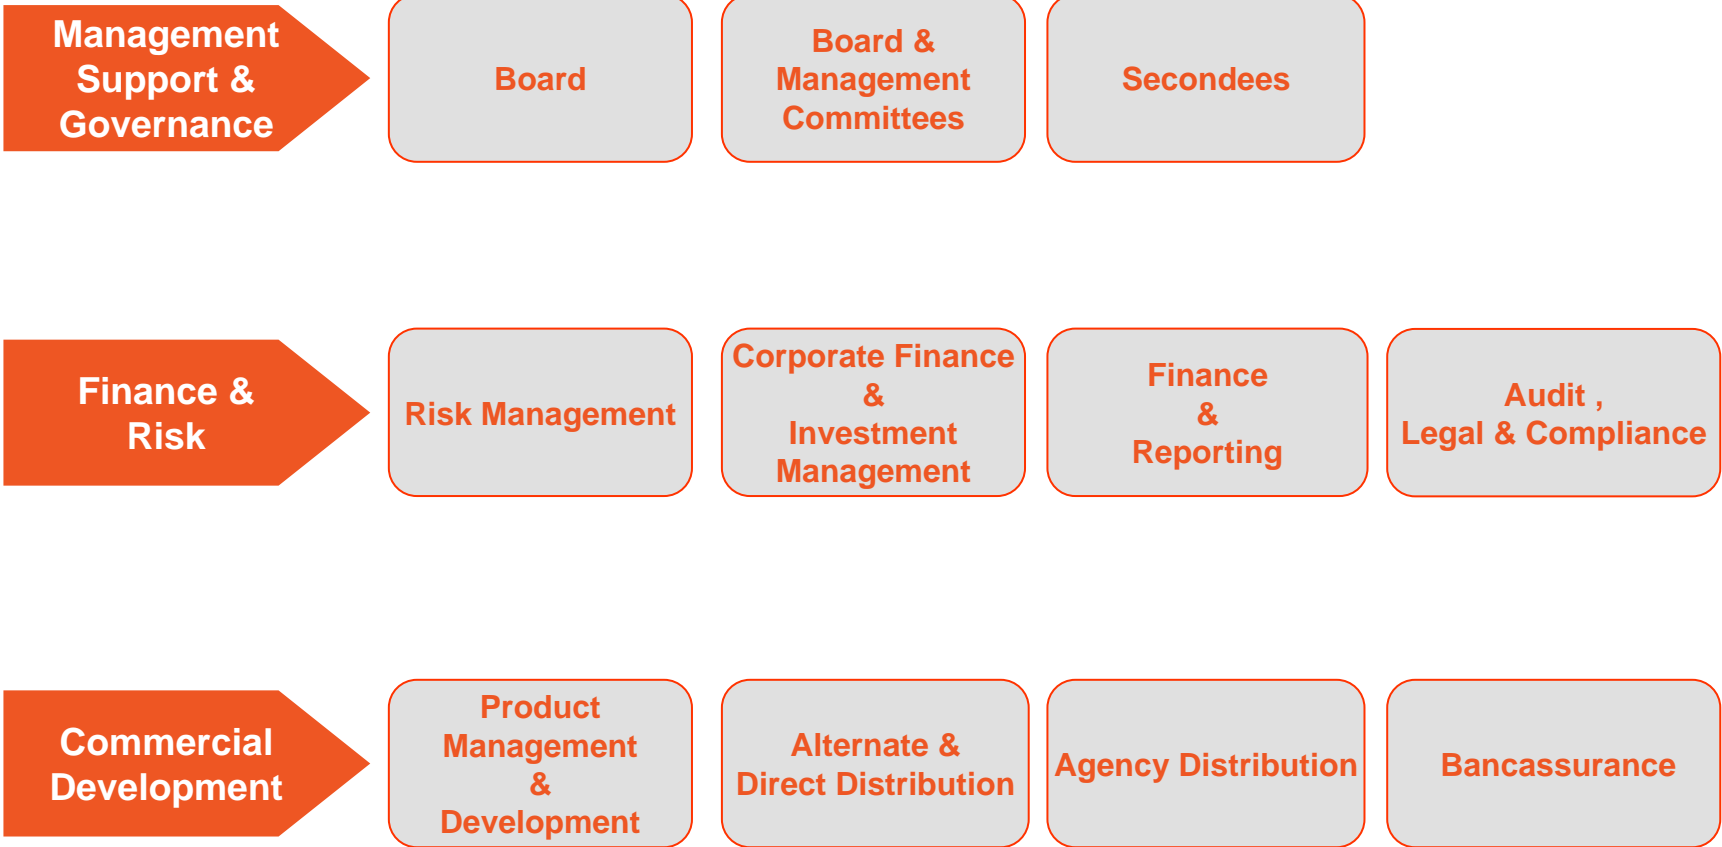 Management
Support &
Governance
Board
Board &
Management
Committees
Secondees
Finance &
Risk
Risk Management
Corporate Finance
&
Investment
Management
Finance
&
Reporting
Audit ,
Legal & Compliance
Commercial
Development
Product
Management
&
Development
Alternate &
Direct Distribution
Agency Distribution
Bancassurance